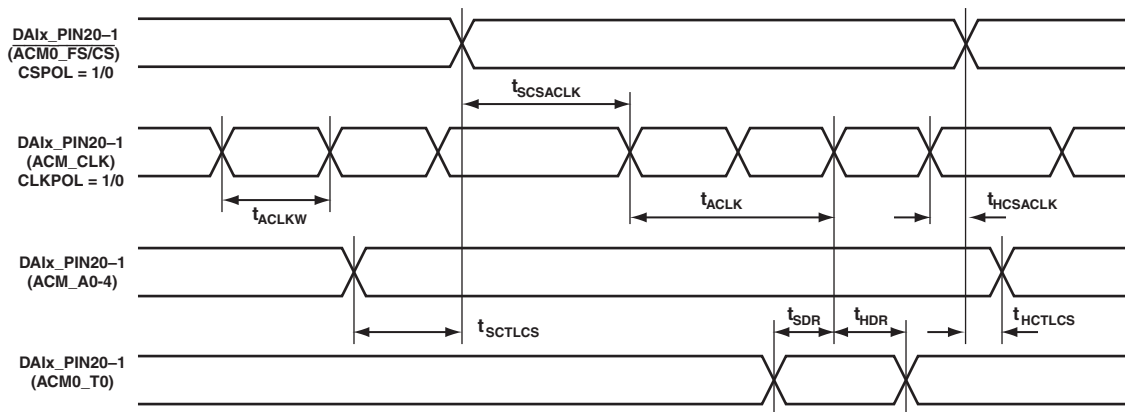 DAIx_PIN20–1
(ACM0_FS/CS)
CSPOL = 1/0
tSCSACLK
DAIx_PIN20–1
(ACM_CLK)
CLKPOL = 1/0
tACLKW
tACLK
tHCSACLK
DAIx_PIN20–1
(ACM_A0-4)
tSCTLCS
tSDR
tHDR
tHCTLCS
DAIx_PIN20–1
(ACM0_T0)